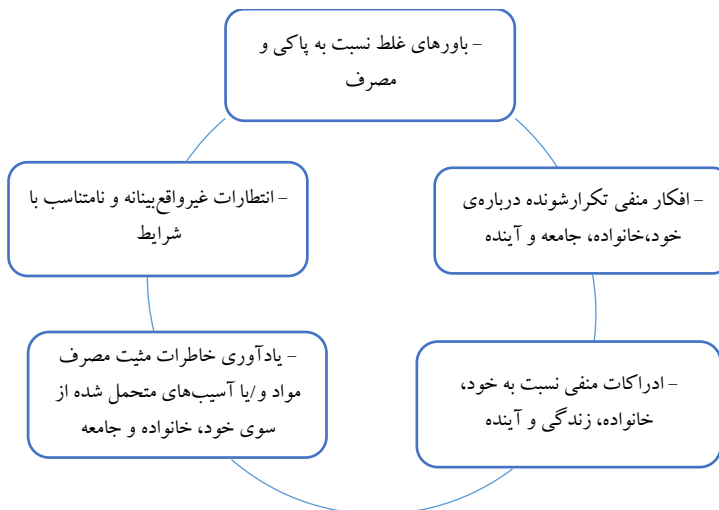 - باورهای غلط نسبت به پاکی و
مصرف
- افکار منفی تکرارشونده درباره‌ی
خود،خانواده، جامعه و آینده
- ادراکات منفی نسبت به خود،
خانواده، زندگی و آینده
- یادآوری خاطرات مثیت مصرف
مواد و/یا آسیب‌های متحمل شده از
سوی خود، خانواده و جامعه
- انتطارات غیرواقع‌بینانه و نامتناسب با
شرایط